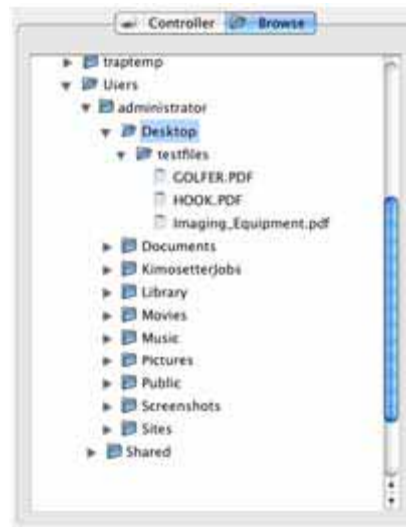 Controller Browse
traptemp
Users
administrator
Desktop
testfiles
GOLFER.PDF
HOOK.PDF
Imaging_Equipment.pdf
Documents
KimosetterJobs
Library
Movies
Music
Pictures
Public
Screenshots
Sites
Shared